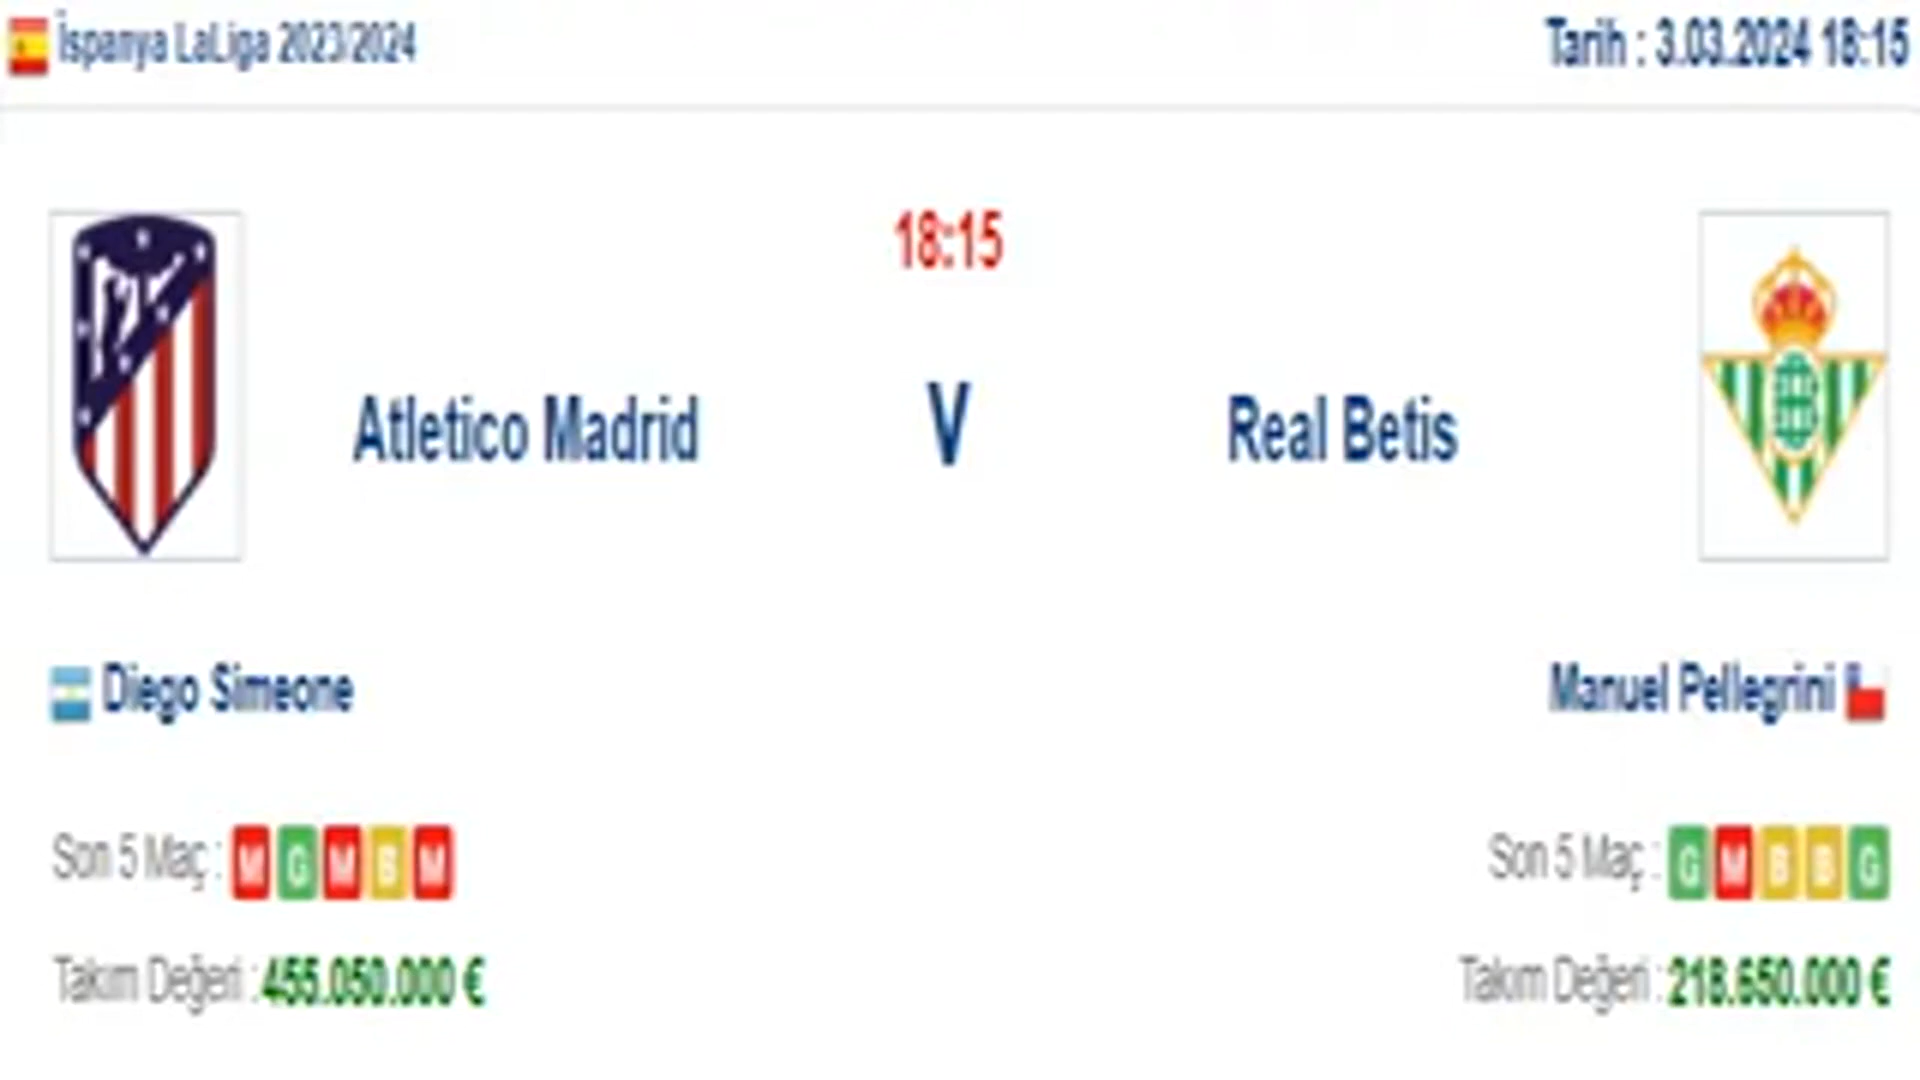 İspanya LaLiga 2023/2024
Tarih : 3.03.2024 18:15
18:15
Atletico Madrid V Real Betis
Diego Simeone
Manuel Pellegrini
Son 5 Maç : M G M B M
Son 5 Maç : G M B B G
Takım Değeri : 455.050.000 €
Takım Değeri : 218.650.000 €